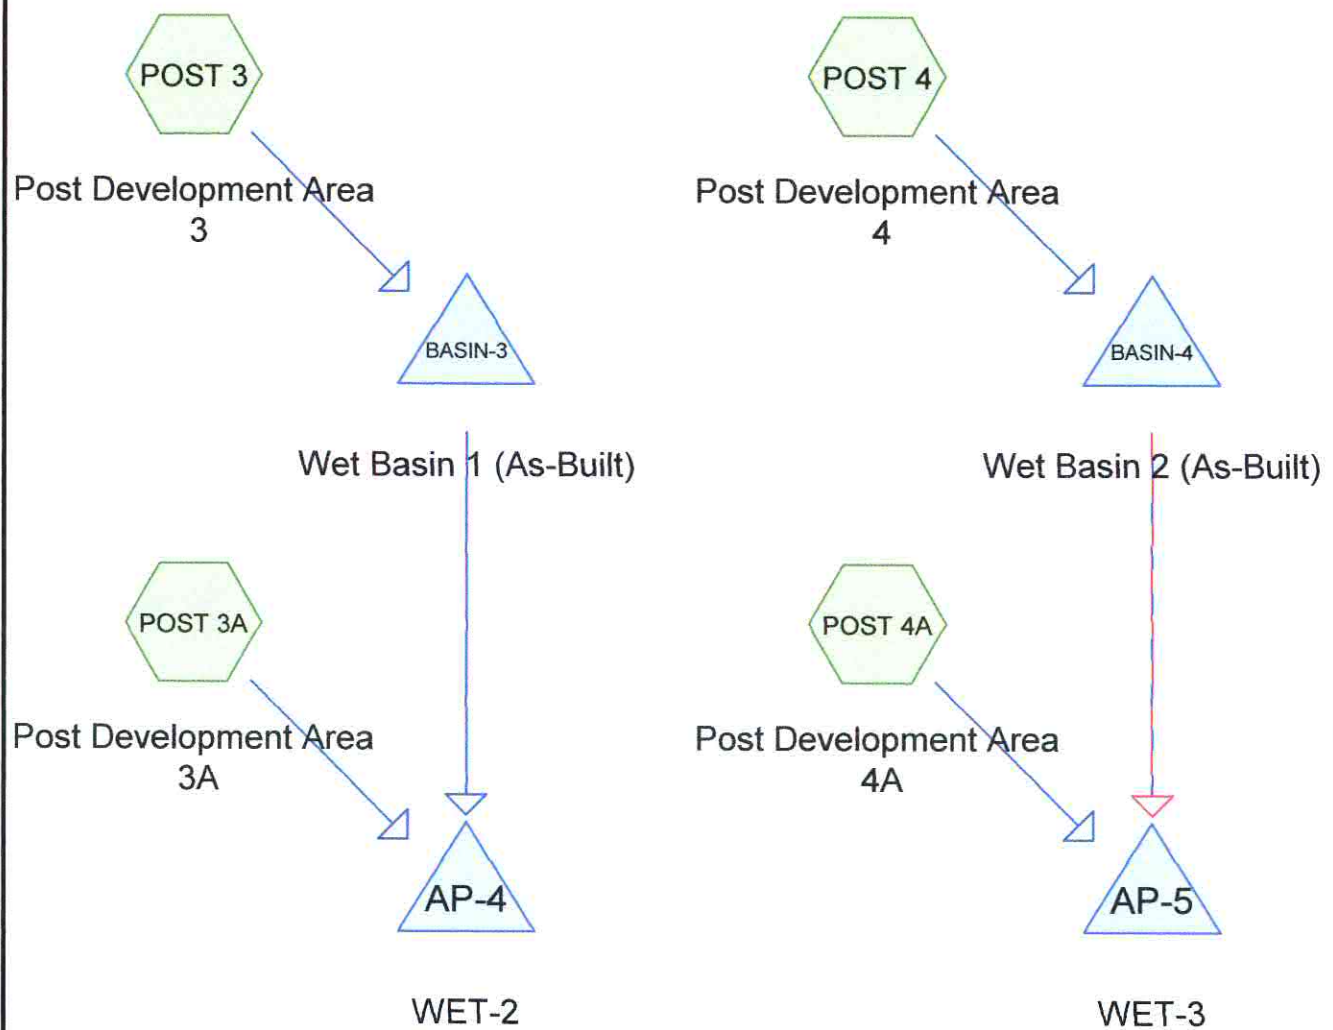 POST 3
POST 4
Post Development Area
3
Post Development Area
4
BASIN-3
BASIN-4
Wet Basin 1 (As-Built)
Wet Basin 2 (As-Built)
POST 3A
POST 4A
Post Development Area
3A
Post Development Area
4A
AP-4
AP-5
WET-2
WET-3